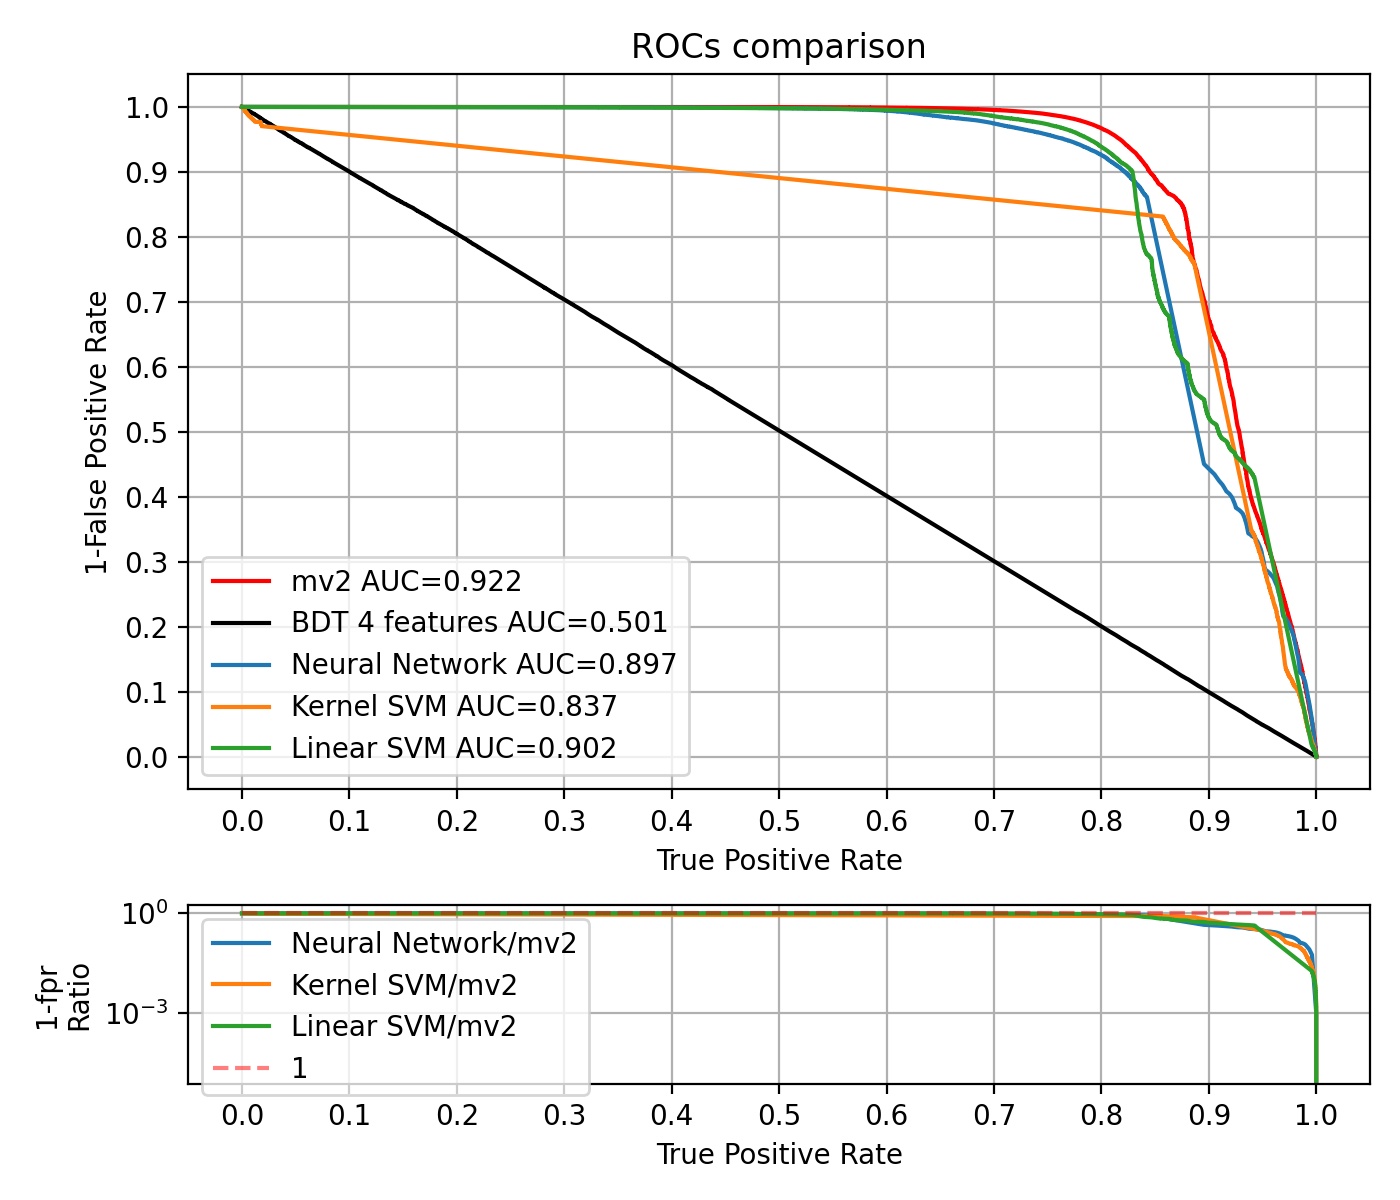 ROCs comparison
1.0
0.9
0.8
0.7
0.6
0.5
0.4
0.3
0.2
0.1
0.0
1-False Positive Rate
mv2 AUC=0.922
BDT 4 features AUC=0.501
Neural Network AUC=0.897
Kernel SVM AUC=0.837
Linear SVM AUC=0.902
0.0 0.1 0.2 0.3 0.4 0.5 0.6 0.7 0.8 0.9 1.0
True Positive Rate
10⁰
10⁻³
1-fpr
Ratio
Neural Network/mv2
Kernel SVM/mv2
Linear SVM/mv2
1
0.0 0.1 0.2 0.3 0.4 0.5 0.6 0.7 0.8 0.9 1.0
True Positive Rate